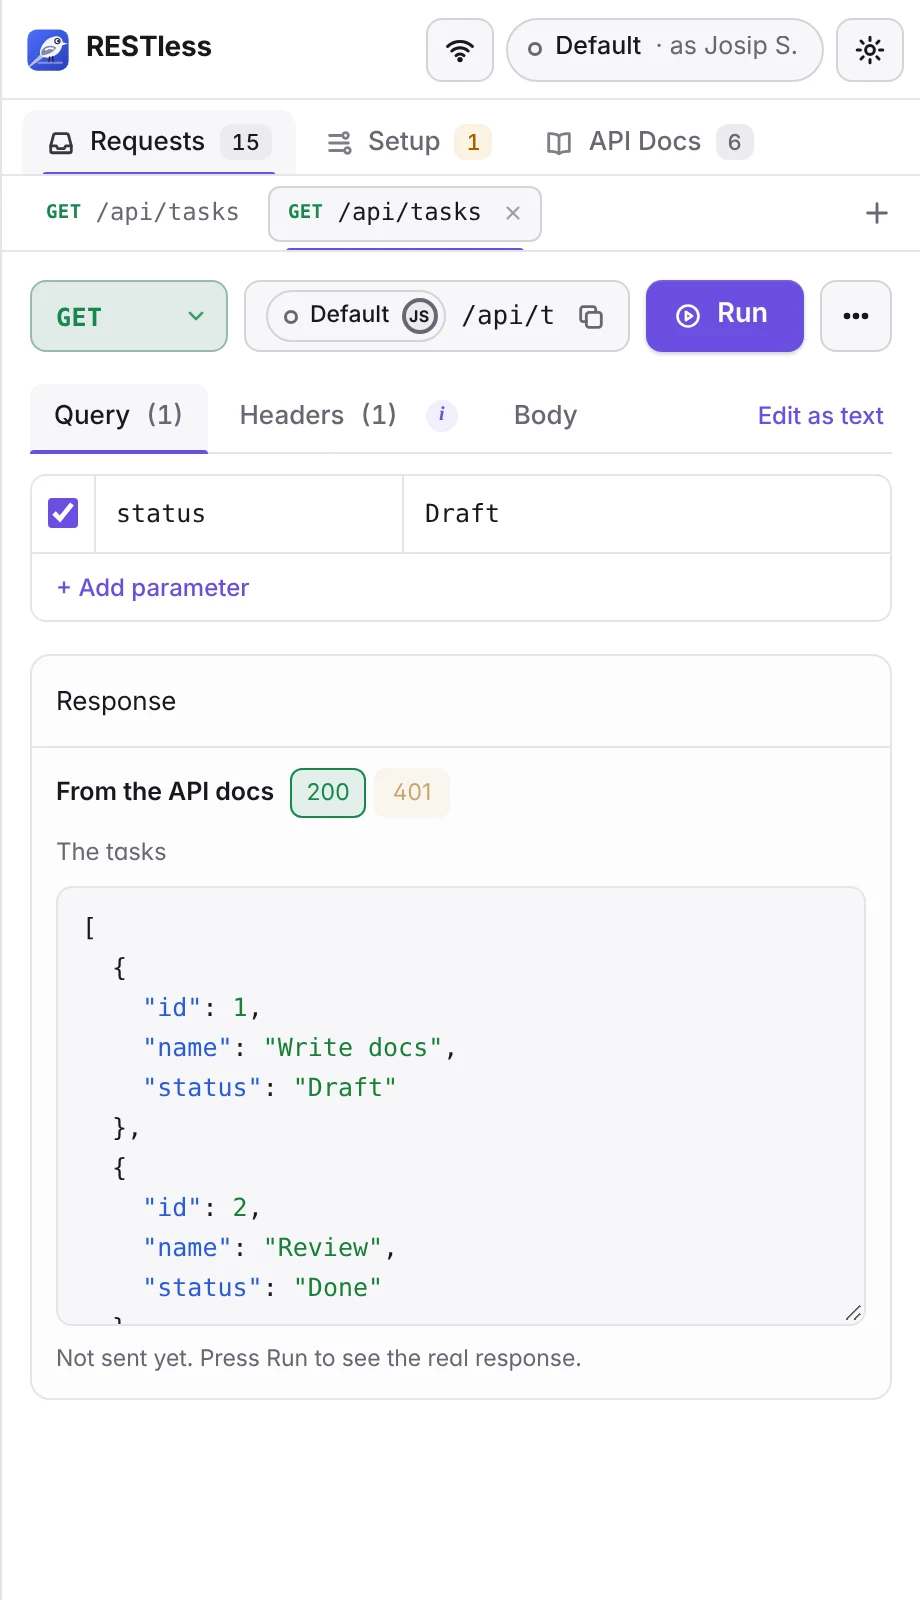 RESTless
Default · as Josip S.
Requests 15
Setup 1
API Docs 6
GET /api/tasks
GET /api/tasks ×
+
GET
Default JS /api/t
Run
Query (1)
Headers (1) i
Body
Edit as text
status
Draft
+ Add parameter
Response
From the API docs 200 401
The tasks
[
{
"id": 1,
"name": "Write docs",
"status": "Draft"
},
{
"id": 2,
"name": "Review",
"status": "Done"
}
Not sent yet. Press Run to see the real response.